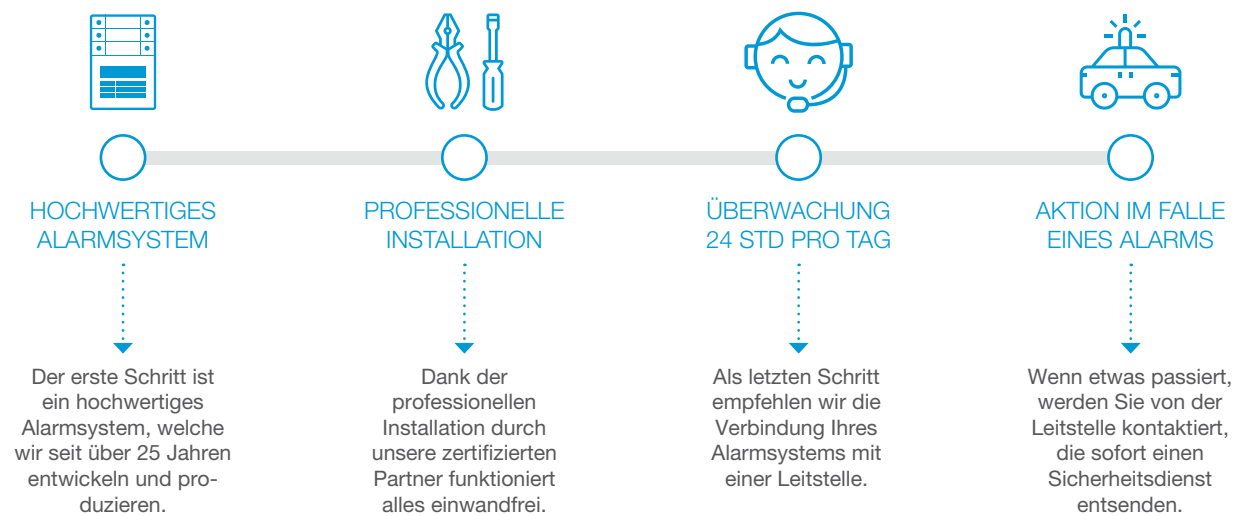 HOCHWERTIGES
ALARMSYSTEM
Der erste Schritt ist
ein hochwertiges
Alarmsystem, welche
wir seit über 25 Jahren
entwickeln und pro-
duzieren.
PROFESSIONELLE
INSTALLATION
Dank der
professionellen
Installation durch
unsere zertifizierten
Partner funktioniert
alles einwandfrei.
ÜBERWACHUNG
24 STD PRO TAG
Als letzten Schritt
empfehlen wir die
Verbindung Ihres
Alarmsystems mit
einer Leitstelle.
AKTION IM FALLE
EINES ALARMS
Wenn etwas passiert,
werden Sie von der
Leitstelle kontaktiert,
die sofort einen
Sicherheitsdienst
entsenden.